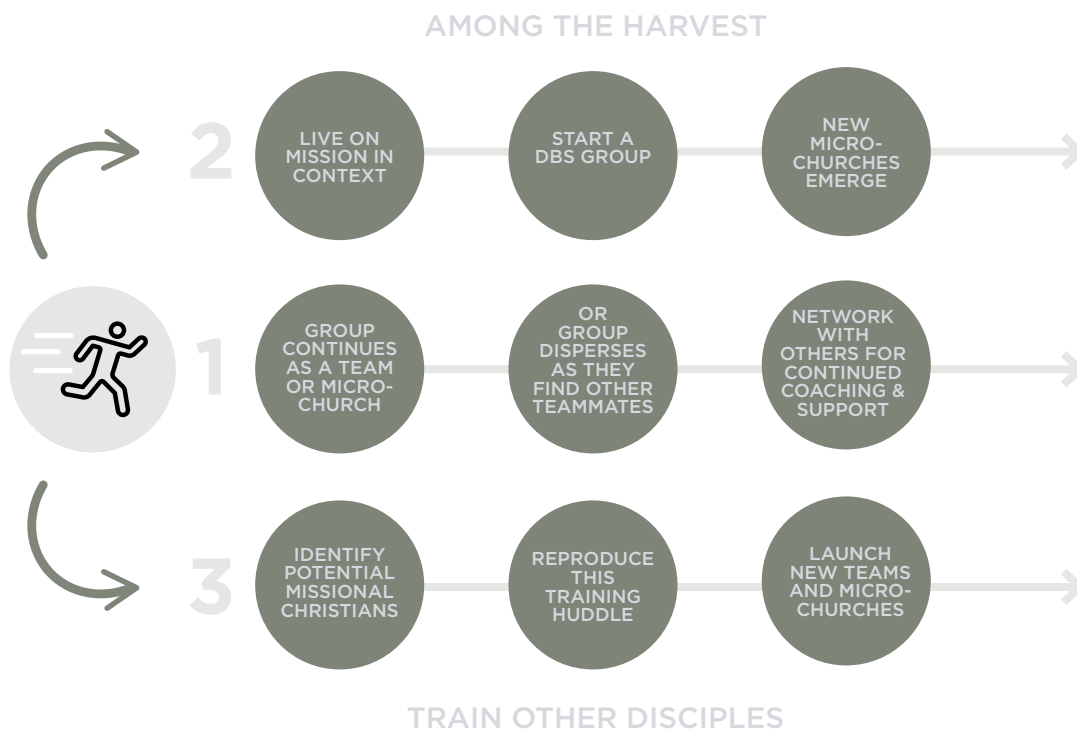 AMONG THE HARVEST
2
LIVE ON
MISSION IN
CONTEXT
START A
DBS GROUP
NEW
MICRO-
CHURCHES
EMERGE
1
GROUP
CONTINUES
AS A TEAM
OR MICRO-
CHURCH
OR
GROUP
DISPERSES
AS THEY
FIND OTHER
TEAMMATES
NETWORK
WITH
OTHERS FOR
CONTINUED
COACHING &
SUPPORT
3
IDENTIFY
POTENTIAL
MISSIONAL
CHRISTIANS
REPRODUCE
THIS
TRAINING
HUDDLE
LAUNCH
NEW TEAMS
AND MICRO-
CHURCHES
TRAIN OTHER DISCIPLES